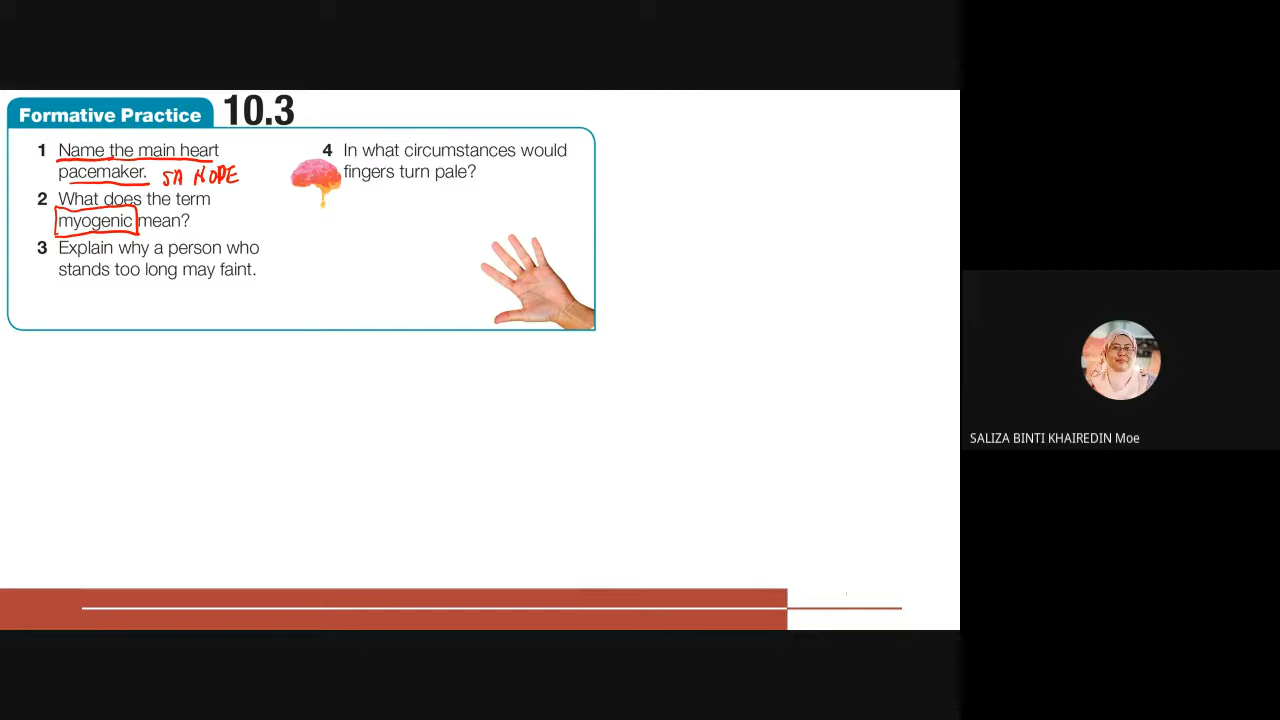 Formative Practice 10.3
1 Name the main heart
pacemaker. SA NODE
2 What does the term
myogenic mean?
3 Explain why a person who
stands too long may faint.
4 In what circumstances would
fingers turn pale?
SALIZA BINTI KHAIREDIN Moe